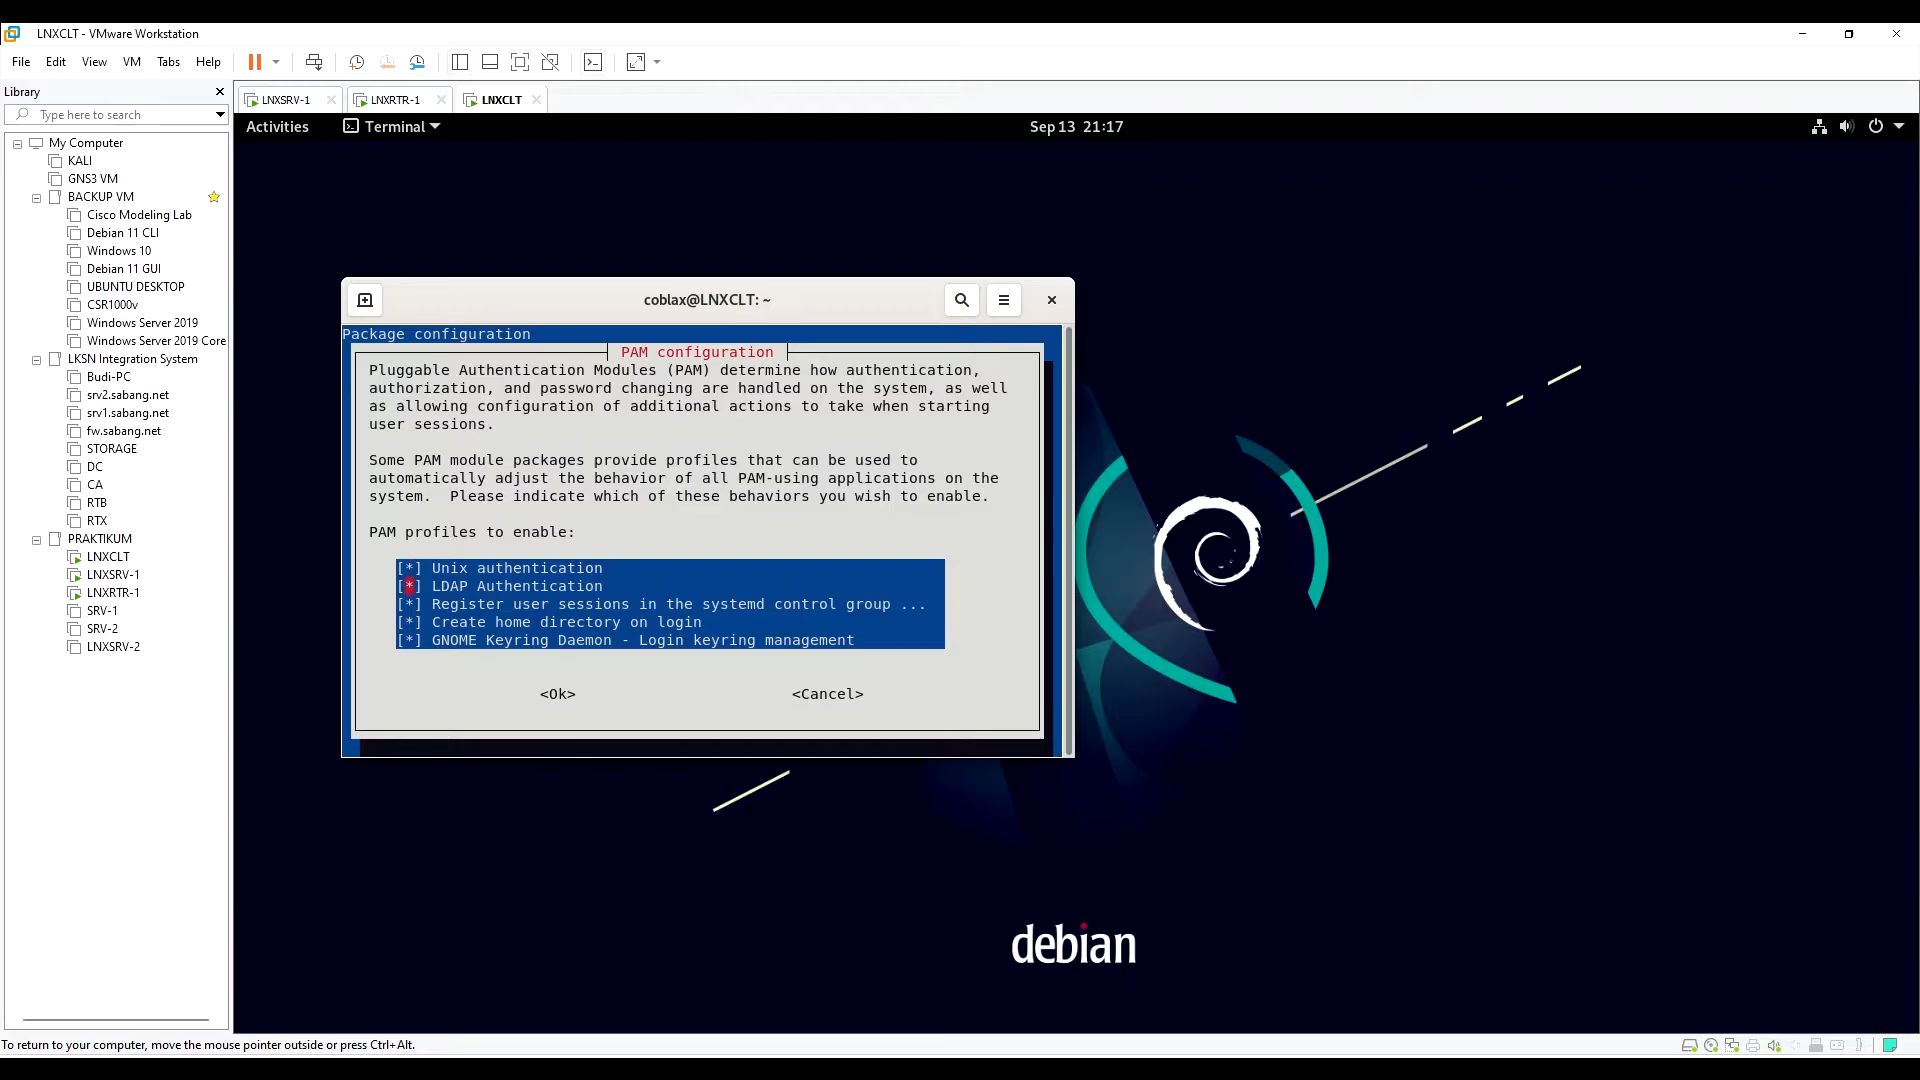 LNXCLT - VMware Workstation
File Edit View VM Tabs Help
Library
Type here to search
My Computer
KALI
GNS3 VM
BACKUP VM
Cisco Modeling Lab
Debian 11 CLI
Windows 10
Debian 11 GUI
UBUNTU DESKTOP
CSR1000v
Windows Server 2019
Windows Server 2019 Core
LKSN Integration System
Budi-PC
srv2.sabang.net
srv1.sabang.net
fw.sabang.net
STORAGE
DC
CA
RTB
RTX
PRAKTIKUM
LNXCLT
LNXSRV-1
LNXRTR-1
SRV-1
SRV-2
LNXSRV-2
LNXSRV-1 LNXRTR-1 LNXCLT
Activities Terminal Sep 13 21:17
coblax@LNXCLT: ~
Package configuration
PAM configuration
Pluggable Authentication Modules (PAM) determine how authentication,
authorization, and password changing are handled on the system, as well
as allowing configuration of additional actions to take when starting
user sessions.
Some PAM module packages provide profiles that can be used to
automatically adjust the behavior of all PAM-using applications on the
system.  Please indicate which of these behaviors you wish to enable.
PAM profiles to enable:
[*] Unix authentication
[*] LDAP Authentication
[*] Register user sessions in the systemd control group ...
[*] Create home directory on login
[*] GNOME Keyring Daemon - Login keyring management
<Ok> <Cancel>
debian
To return to your computer, move the mouse pointer outside or press Ctrl+Alt.